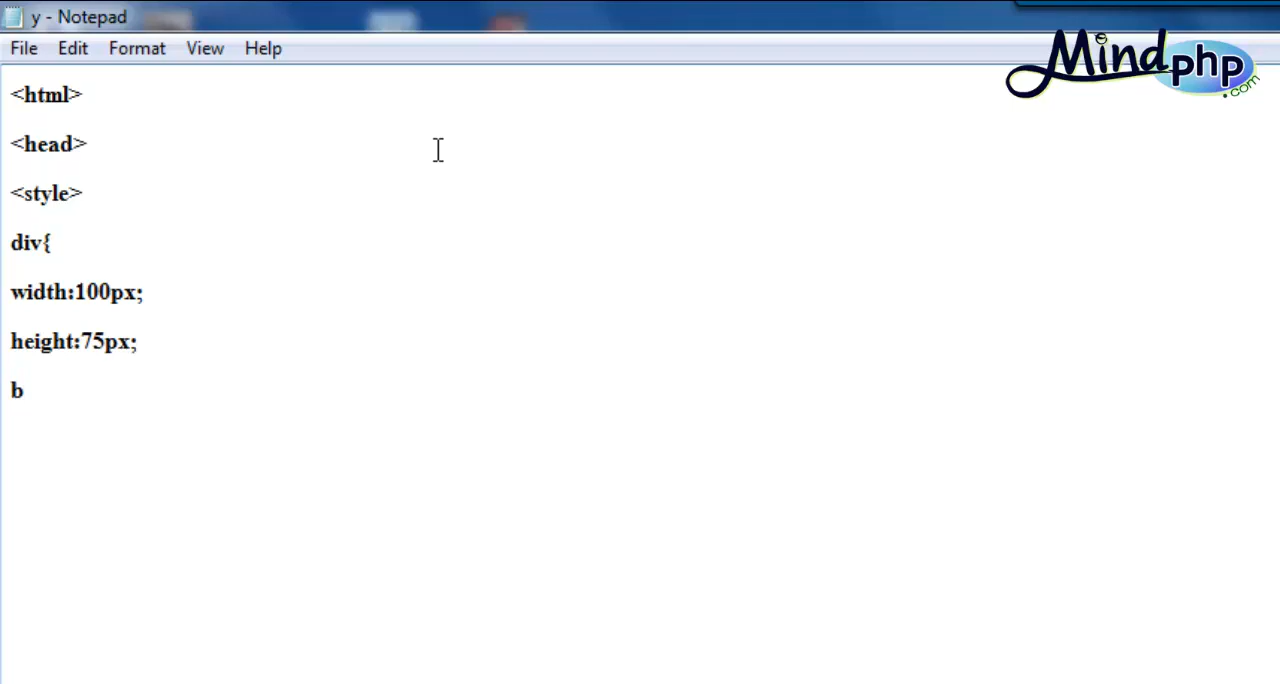 y - Notepad
File Edit Format View Help
Mindphp.com
<html>
<head>
<style>
div{
width:100px;
height:75px;
b